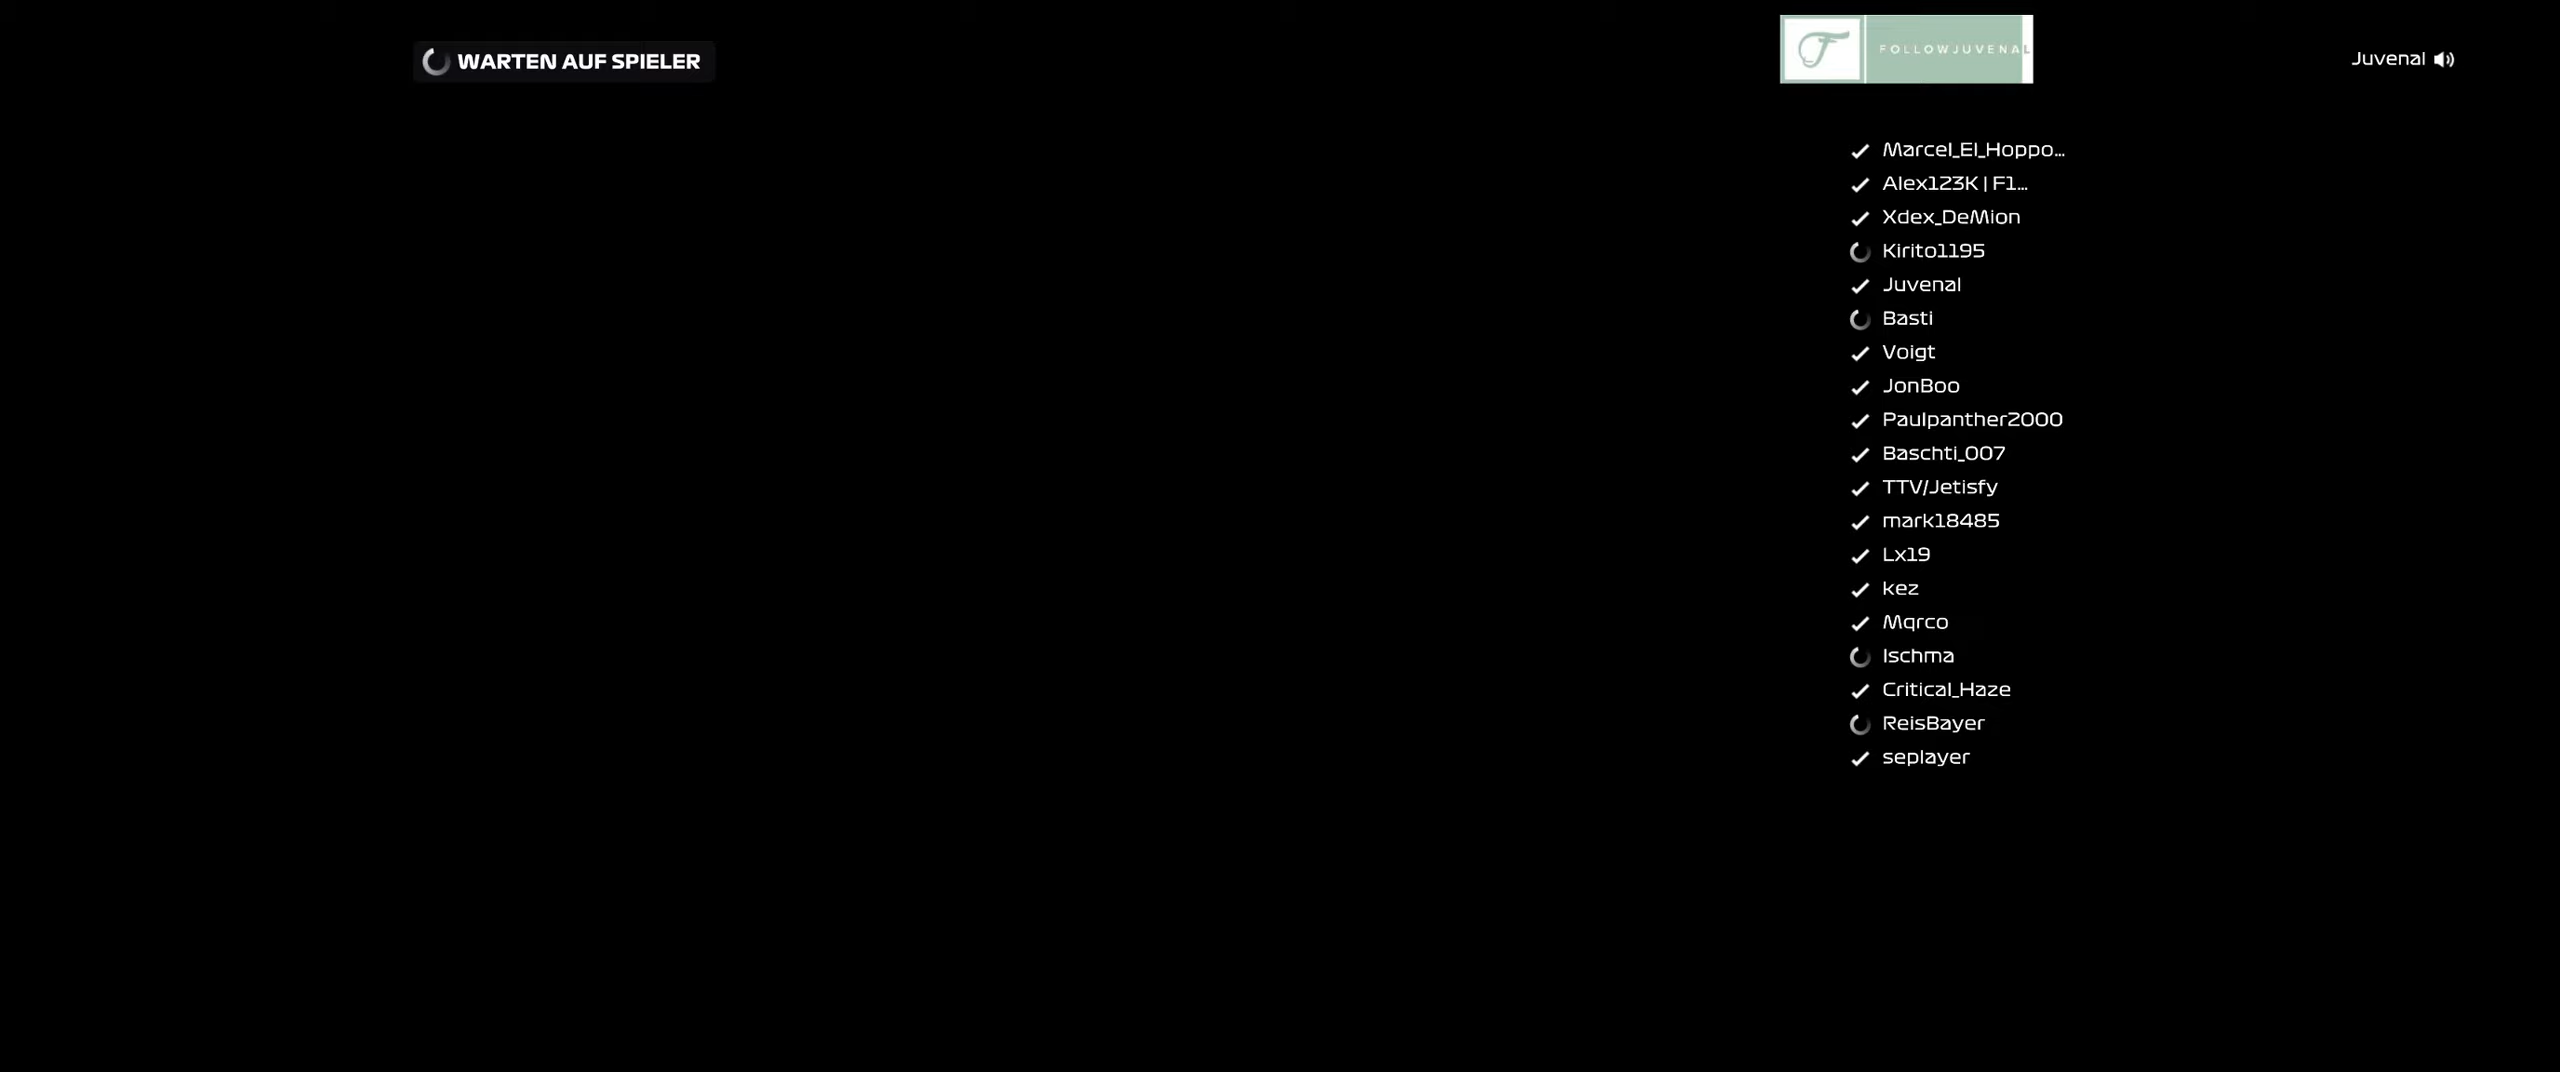 WARTEN AUF SPIELER
F FOLLOWJUVENAL
Juvenal
Marcel_El_Hoppo...
Alex123K | F1...
Xdex_DeMion
Kirito1195
Juvenal
Basti
Voigt
JonBoo
Paulpanther2000
Baschti_007
TTV/Jetisfy
mark18485
Lx19
kez
Mqrco
Ischma
Critical_Haze
ReisBayer
seplayer